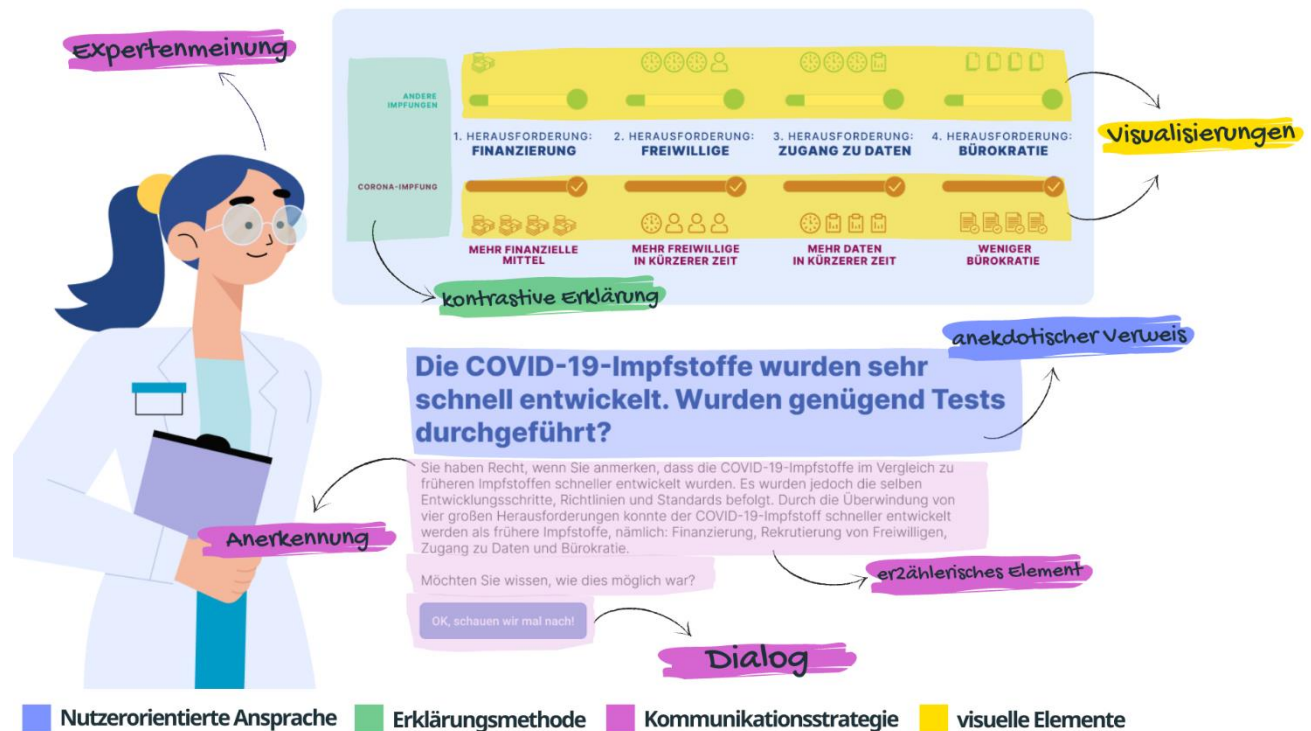 Expertenmeinung
ANDERE
IMPFUNGEN
1. HERAUSFORDERUNG:
FINANZIERUNG
2. HERAUSFORDERUNG:
FREIWILLIGE
3. HERAUSFORDERUNG:
ZUGANG ZU DATEN
4. HERAUSFORDERUNG:
BÜROKRATIE
Visualisierungen
CORONA-IMPFUNG
MEHR FINANZIELLE
MITTEL
MEHR FREIWILLIGE
IN KÜRZERER ZEIT
MEHR DATEN
IN KÜRZERER ZEIT
WENIGER
BÜROKRATIE
kontrastive Erklärung
anekdotischer Verweis
Die COVID-19-Impfstoffe wurden sehr
schnell entwickelt. Wurden genügend Tests
durchgeführt?
Sie haben Recht, wenn Sie anmerken, dass die COVID-19-Impfstoffe im Vergleich zu
früheren Impfstoffen schneller entwickelt wurden. Es wurden jedoch die selben
Entwicklungsschritte, Richtlinien und Standards befolgt. Durch die Überwindung von
vier großen Herausforderungen konnte der COVID-19-Impfstoff schneller entwickelt
werden als frühere Impfstoffe, nämlich: Finanzierung, Rekrutierung von Freiwilligen,
Zugang zu Daten und Bürokratie.
Anerkennung
erzählerisches Element
Möchten Sie wissen, wie dies möglich war?
OK, schauen wir mal nach!
Dialog
Nutzerorientierte Ansprache
Erklärungsmethode
Kommunikationsstrategie
visuelle Elemente